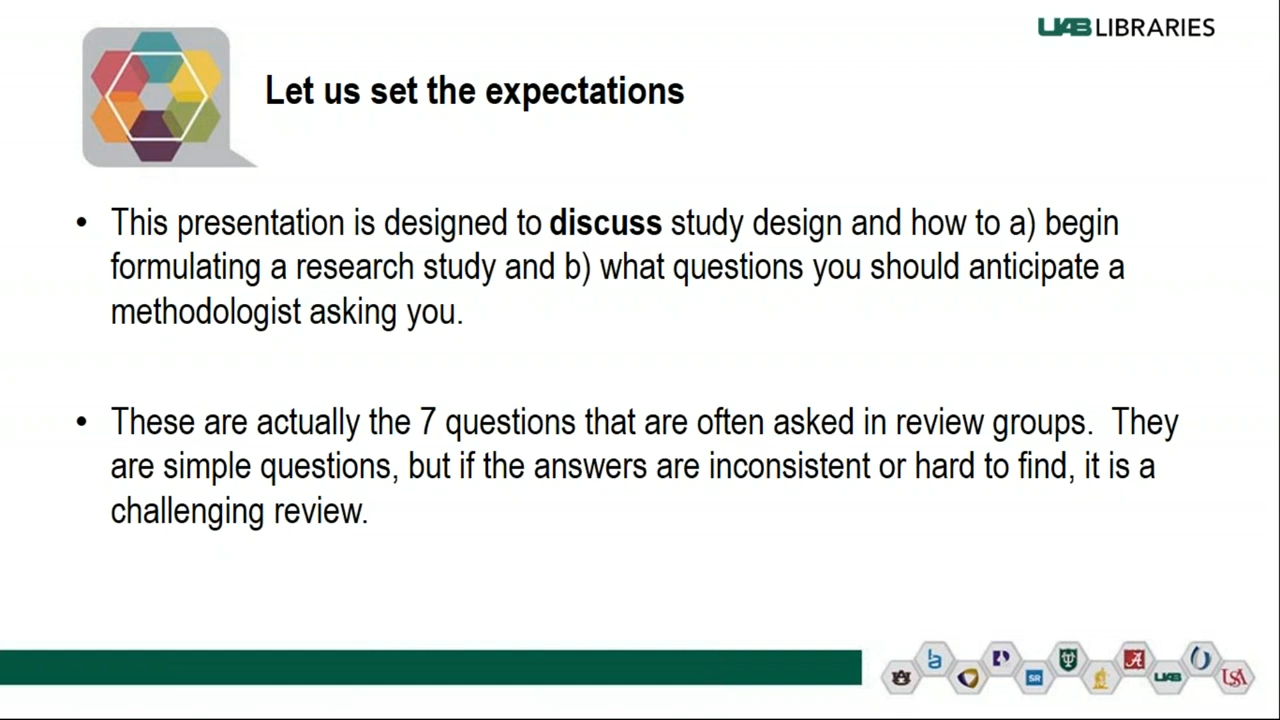 UAB LIBRARIES
Let us set the expectations
• This presentation is designed to discuss study design and how to a) begin
formulating a research study and b) what questions you should anticipate a
methodologist asking you.
• These are actually the 7 questions that are often asked in review groups.  They
are simple questions, but if the answers are inconsistent or hard to find, it is a
challenging review.
SR
A
UAB
USA